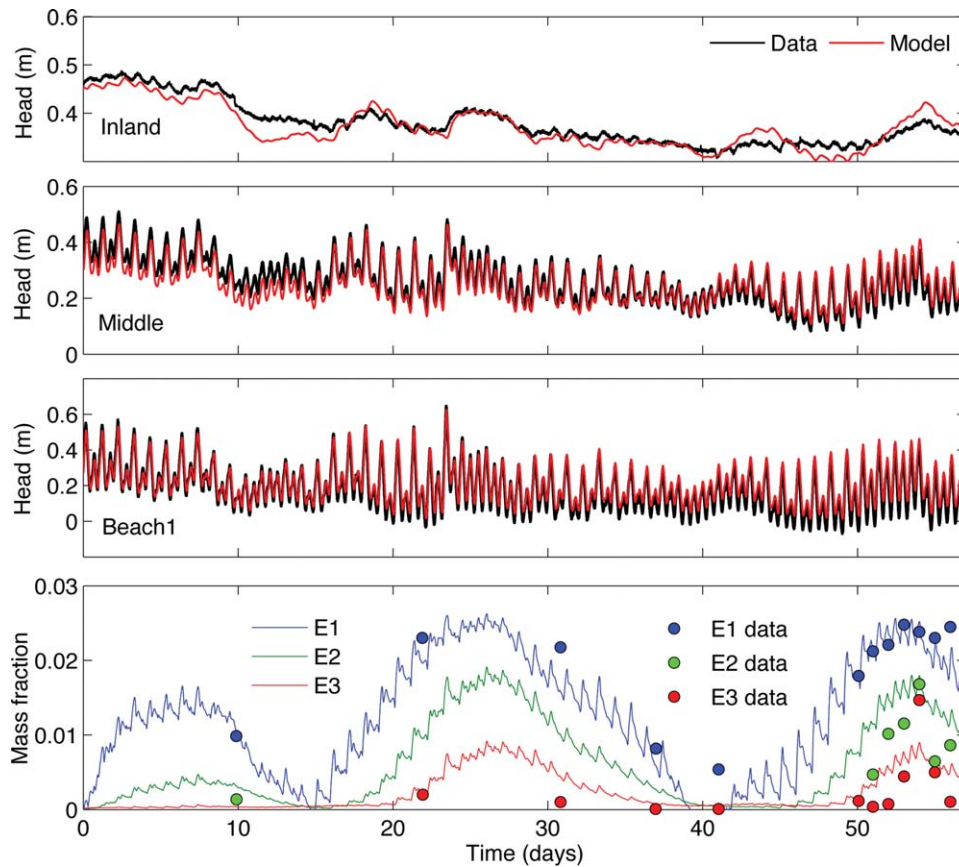 0.6
Data Model
0.5
Head (m)
0.4
Inland
0.6
0.4
Head (m)
0.2
Middle
0
0.6
0.4
Head (m)
0.2
0
Beach1
0.03
E1 E1 data
0.02
E2 E2 data
Mass fraction
E3 E3 data
0.01
0
0 10 20 30 40 50
Time (days)